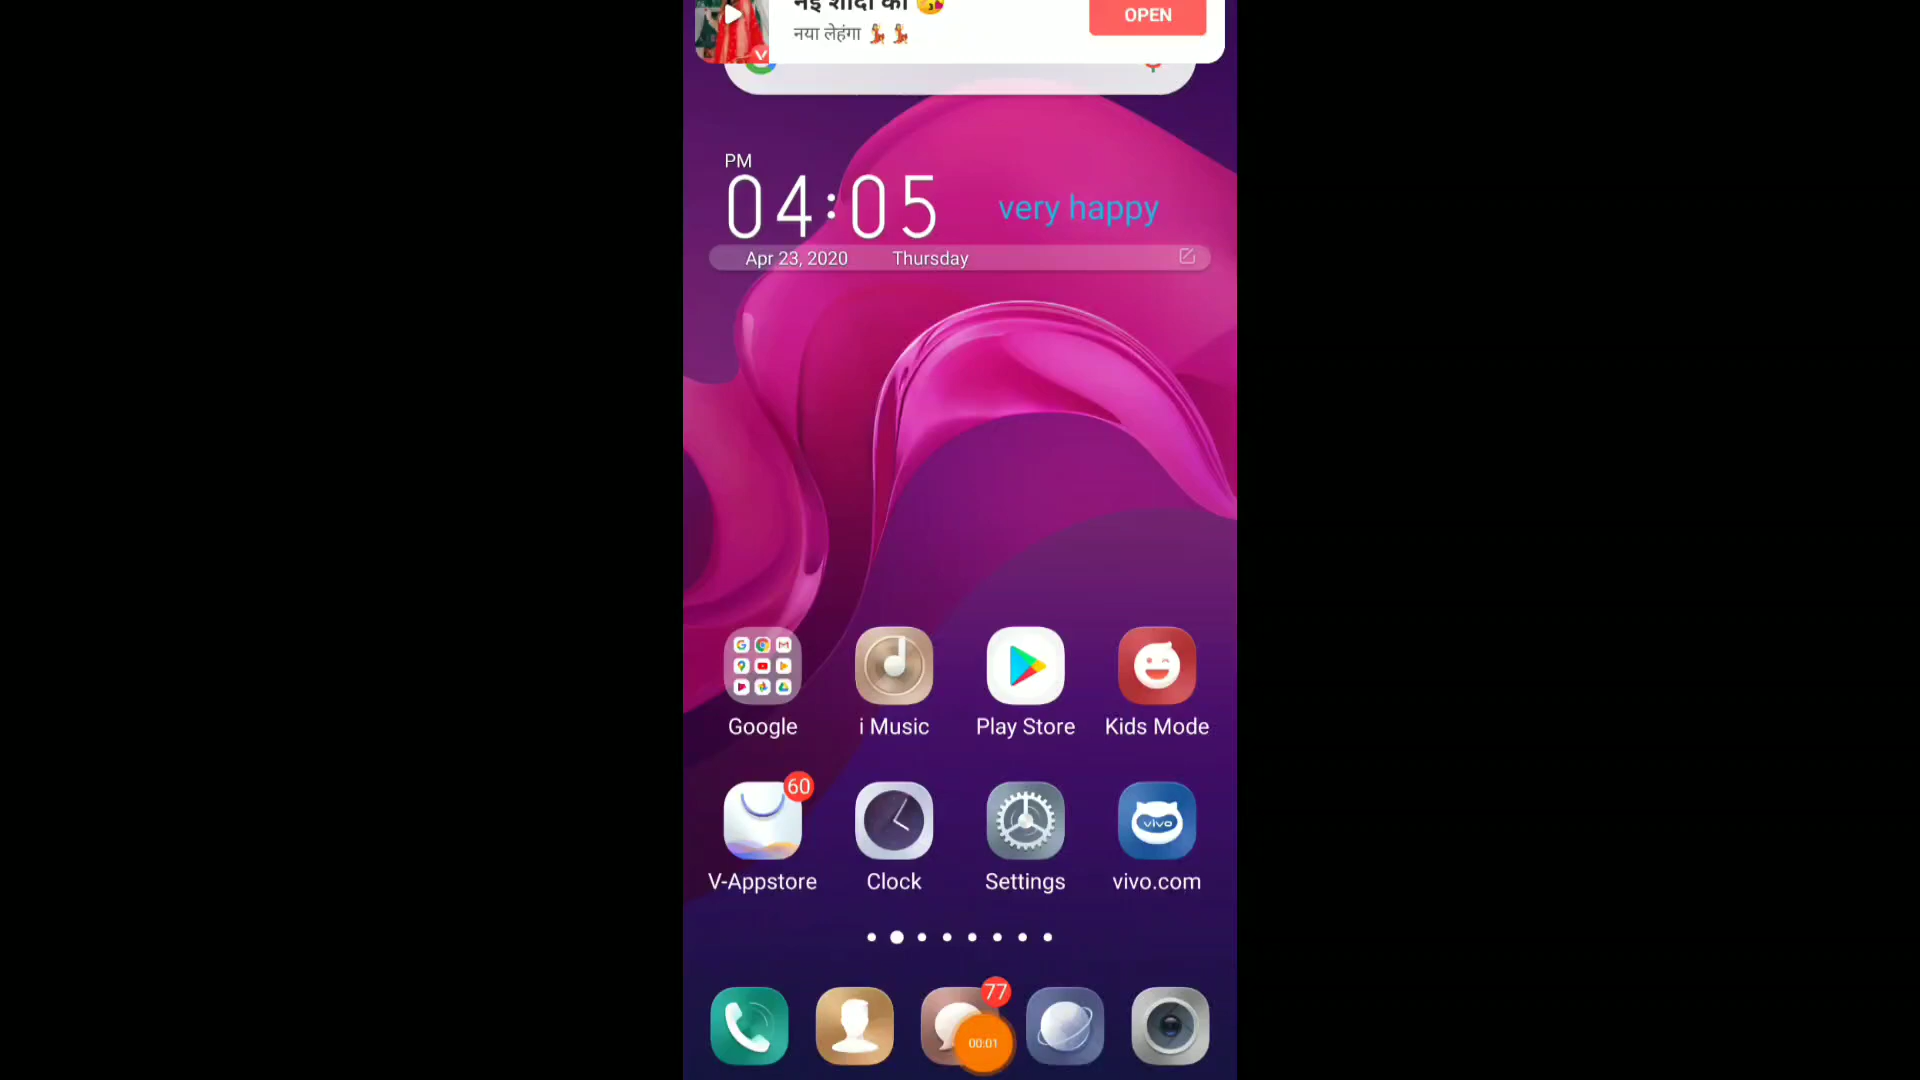 नई शादी का 😘
OPEN
नया लेहंगा 💃💃
PM
04:05
very happy
Apr 23, 2020 Thursday
Google i Music Play Store Kids Mode
60
vivo
V-Appstore Clock Settings vivo.com
77
00:01